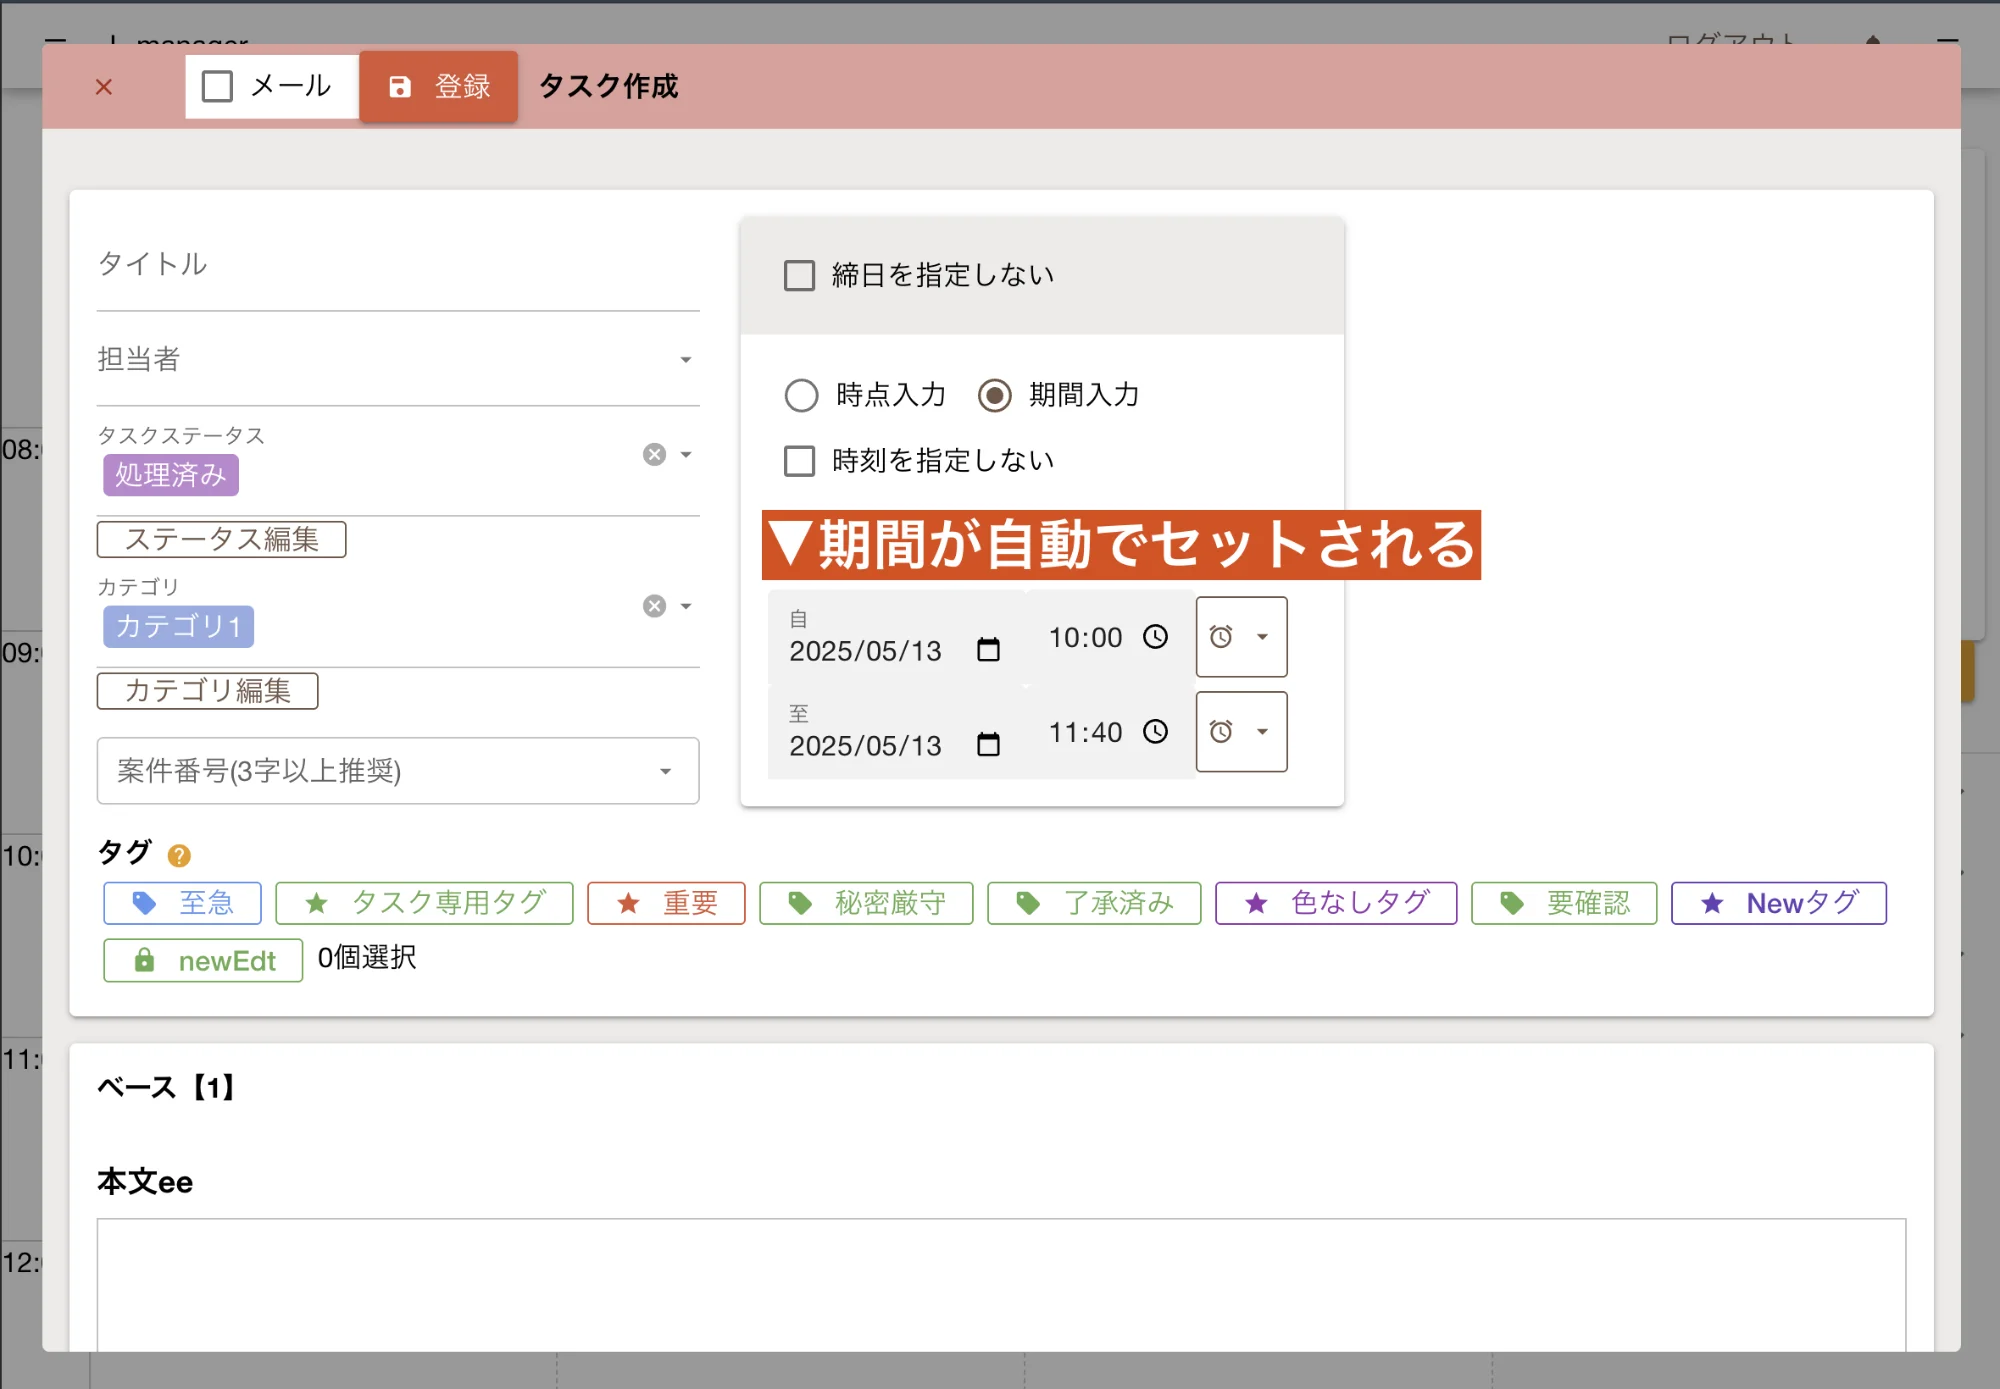 manager
ログアウト
メール
登録
タスク作成
タイトル
担当者
タスクステータス
処理済み
ステータス編集
カテゴリ
カテゴリ1
カテゴリ編集
案件番号(3字以上推奨)
締日を指定しない
時点入力 期間入力
時刻を指定しない
▼期間が自動でセットされる
自
2025/05/13 10:00
至
2025/05/13 11:40
タグ ?
至急 タスク専用タグ 重要 秘密厳守 了承済み 色なしタグ 要確認 Newタグ
newEdt 0個選択
ベース【1】
本文ee
08:
09:
10:
11:
12: